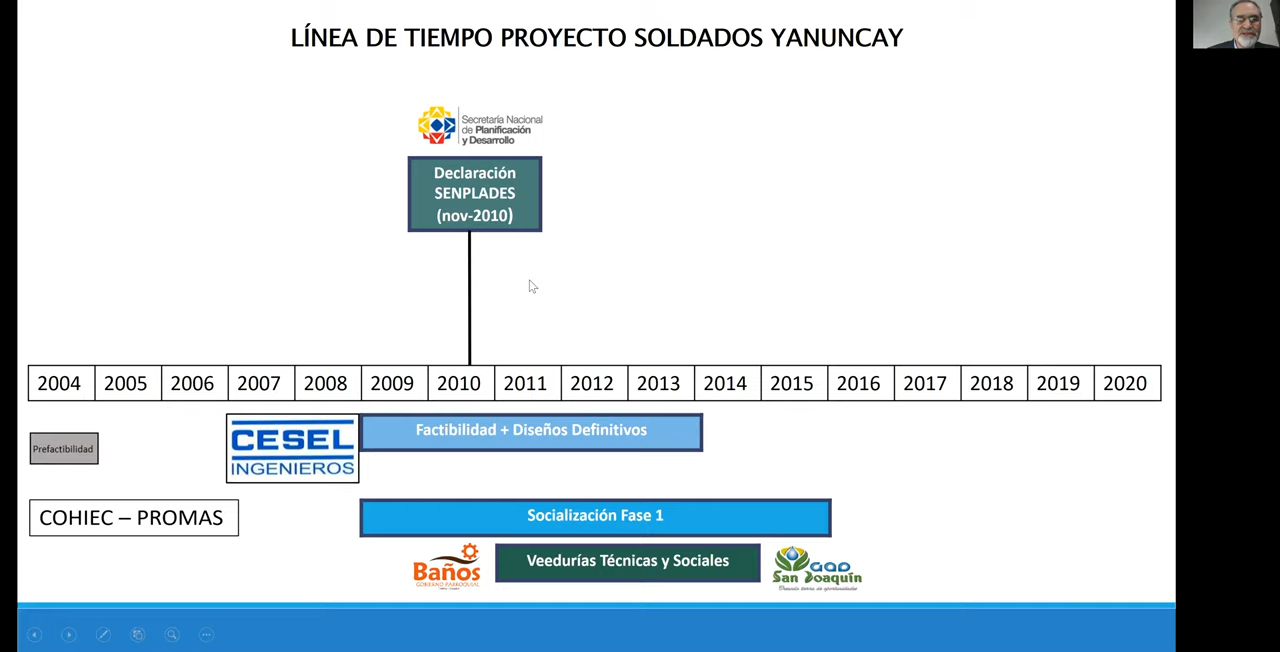 LÍNEA DE TIEMPO PROYECTO SOLDADOS YANUNCAY
Secretaría Nacional
de Planificación
y Desarrollo
Declaración
SENPLADES
(nov-2010)
2004 2005 2006 2007 2008 2009 2010 2011 2012 2013 2014 2015 2016 2017 2018 2019 2020
Prefactibilidad
CESEL
INGENIEROS
Factibilidad + Diseños Definitivos
COHIEC – PROMAS
Socialización Fase 1
Baños
GOBIERNO PARROQUIAL
Veedurías Técnicas y Sociales
GAD
San Joaquín